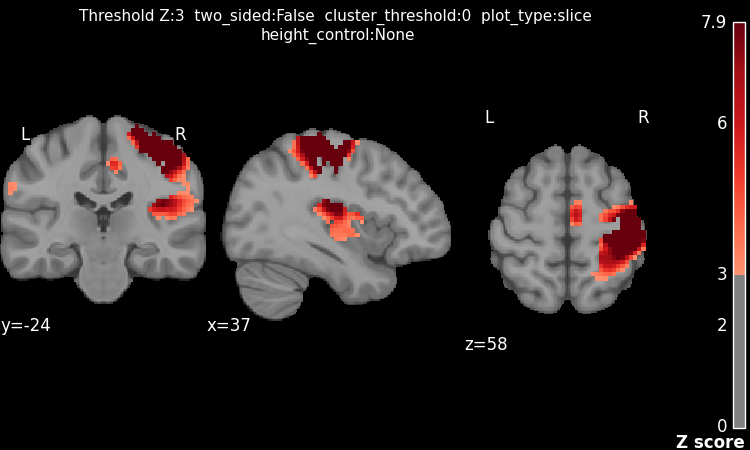 Threshold Z:3  two_sided:False  cluster_threshold:0  plot_type:slice
height_control:None
7.9
L
R
6
L
R
3
2
y=-24
x=37
z=58
0
Z score